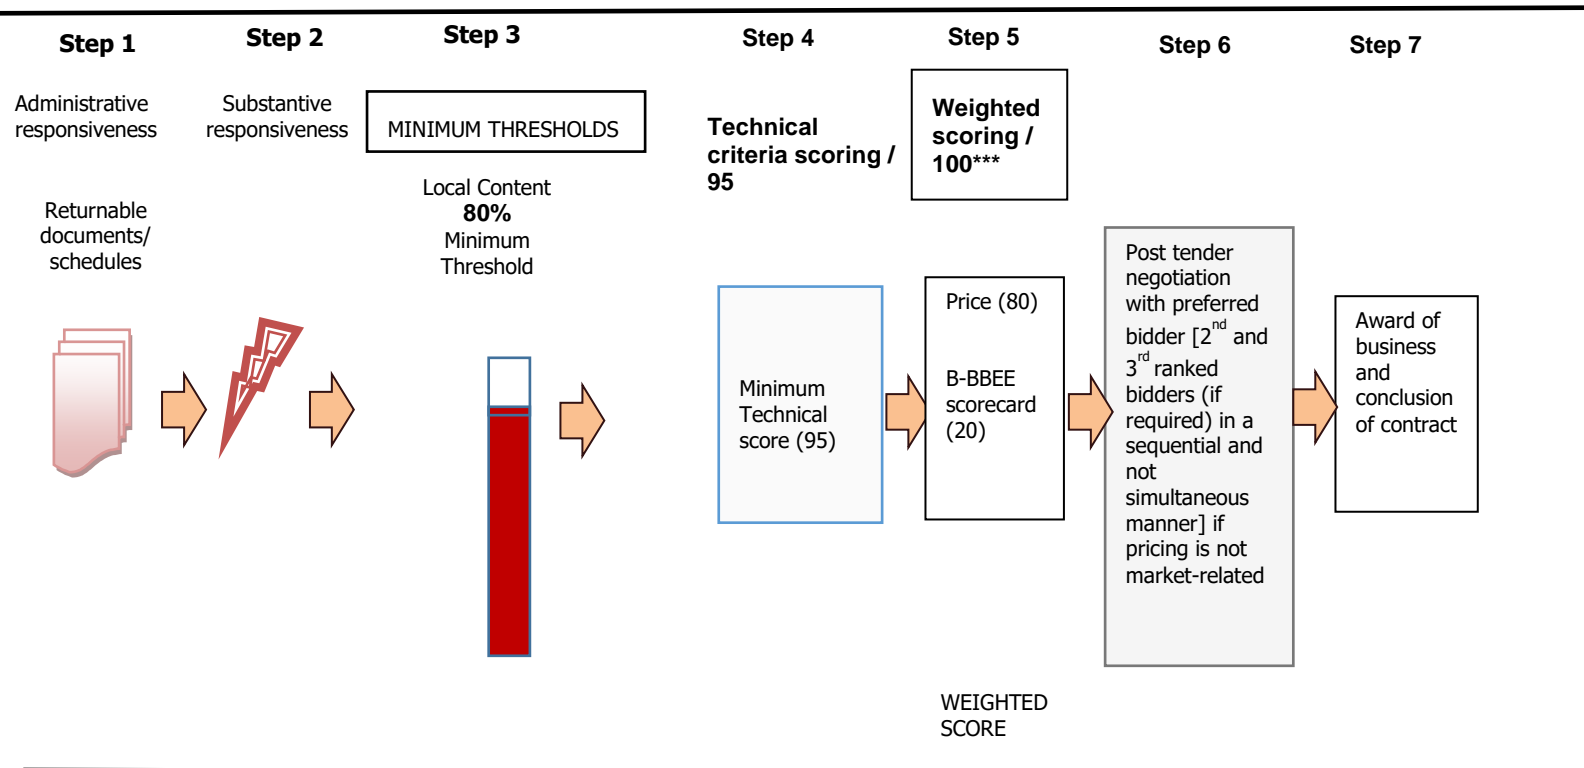 Step 1
Step 2
Step 3
Step 4
Step 5
Step 6
Step 7
Administrative
responsiveness
Substantive
responsiveness
MINIMUM THRESHOLDS
Technical
criteria scoring /
95
Weighted
scoring /
100***
Returnable
documents/
schedules
Local Content
80%
Minimum
Threshold
Minimum
Technical
score (95)
Price (80)
B-BBEE
scorecard
(20)
Post tender
negotiation
with preferred
bidder [2nd and
3rd ranked
bidders (if
required) in a
sequential and
not
simultaneous
manner] if
pricing is not
market-related
Award of
business
and
conclusion
of contract
WEIGHTED
SCORE